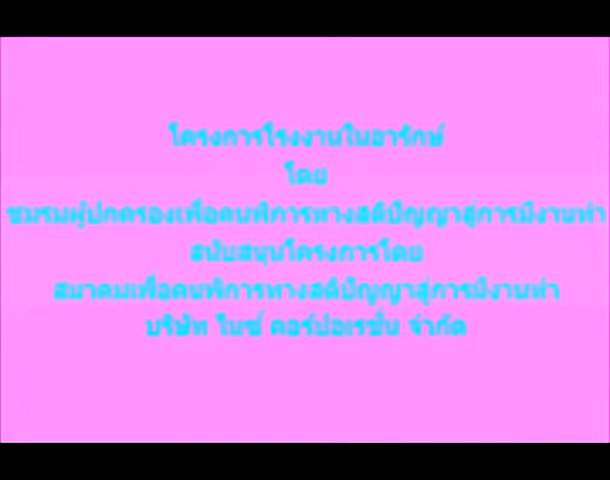 โครงการโรงงานในอารักษ์
โดย
ชมรมผู้ปกครองเพื่อคนพิการทางสติปัญญาสู่การมีงานทำ
สนับสนุนโครงการโดย
สมาคมเพื่อคนพิการทางสติปัญญาสู่การมีงานทำ
บริษัท ไนซ์ คอร์ปอเรชั่น จำกัด